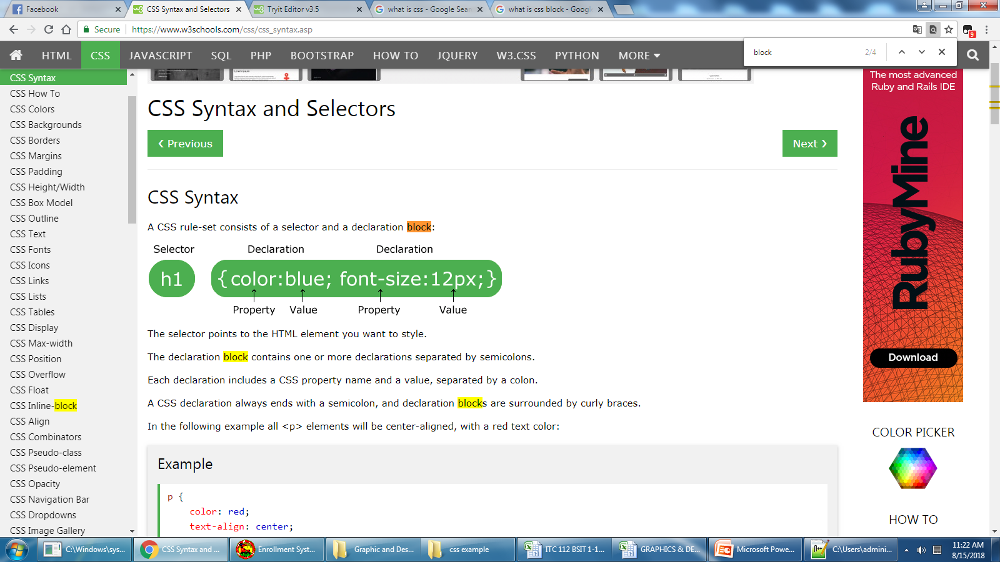 Facebook
CSS Syntax and Selectors
Tryit Editor v3.5
what is css - Google Sear
what is css block - Googl
Secure
https://www.w3schools.com/css/css_syntax.asp
9
block
2/4
HTML
CSS
JAVASCRIPT
SQL
PHP
BOOTSTRAP
HOW TO
JQUERY
W3.CSS
PYTHON
MORE
CSS Syntax
CSS How To
CSS Colors
CSS Backgrounds
CSS Borders
CSS Margins
CSS Padding
CSS Height/Width
CSS Box Model
CSS Outline
CSS Text
CSS Fonts
CSS Icons
CSS Links
CSS Lists
CSS Tables
CSS Display
CSS Max-width
CSS Position
CSS Overflow
CSS Float
CSS Inline-block
CSS Align
CSS Combinators
CSS Pseudo-class
CSS Pseudo-element
CSS Opacity
CSS Navigation Bar
CSS Dropdowns
CSS Image Gallery
CSS Syntax and Selectors
❮ Previous
Next ❯
CSS Syntax
A CSS rule-set consists of a selector and a declaration block:
Selector
Declaration
Declaration
h1
{color:blue; font-size:12px;}
Property
Value
Property
Value
The selector points to the HTML element you want to style.
The declaration block contains one or more declarations separated by semicolons.
Each declaration includes a CSS property name and a value, separated by a colon.
A CSS declaration always ends with a semicolon, and declaration blocks are surrounded by curly braces.
In the following example all <p> elements will be center-aligned, with a red text color:
Example
p {
color: red;
text-align: center;
The most advanced
Ruby and Rails IDE
RubyMine
Download
COLOR PICKER
HOW TO
C:\Windows\sys...
CSS Syntax and ...
Enrollment Syst...
Graphic and Des...
css example
ITC 112 BSIT 1-1...
GRAPHICS & DE...
Microsoft Powe...
C:\Users\admini...
11:22 AM
8/15/2018